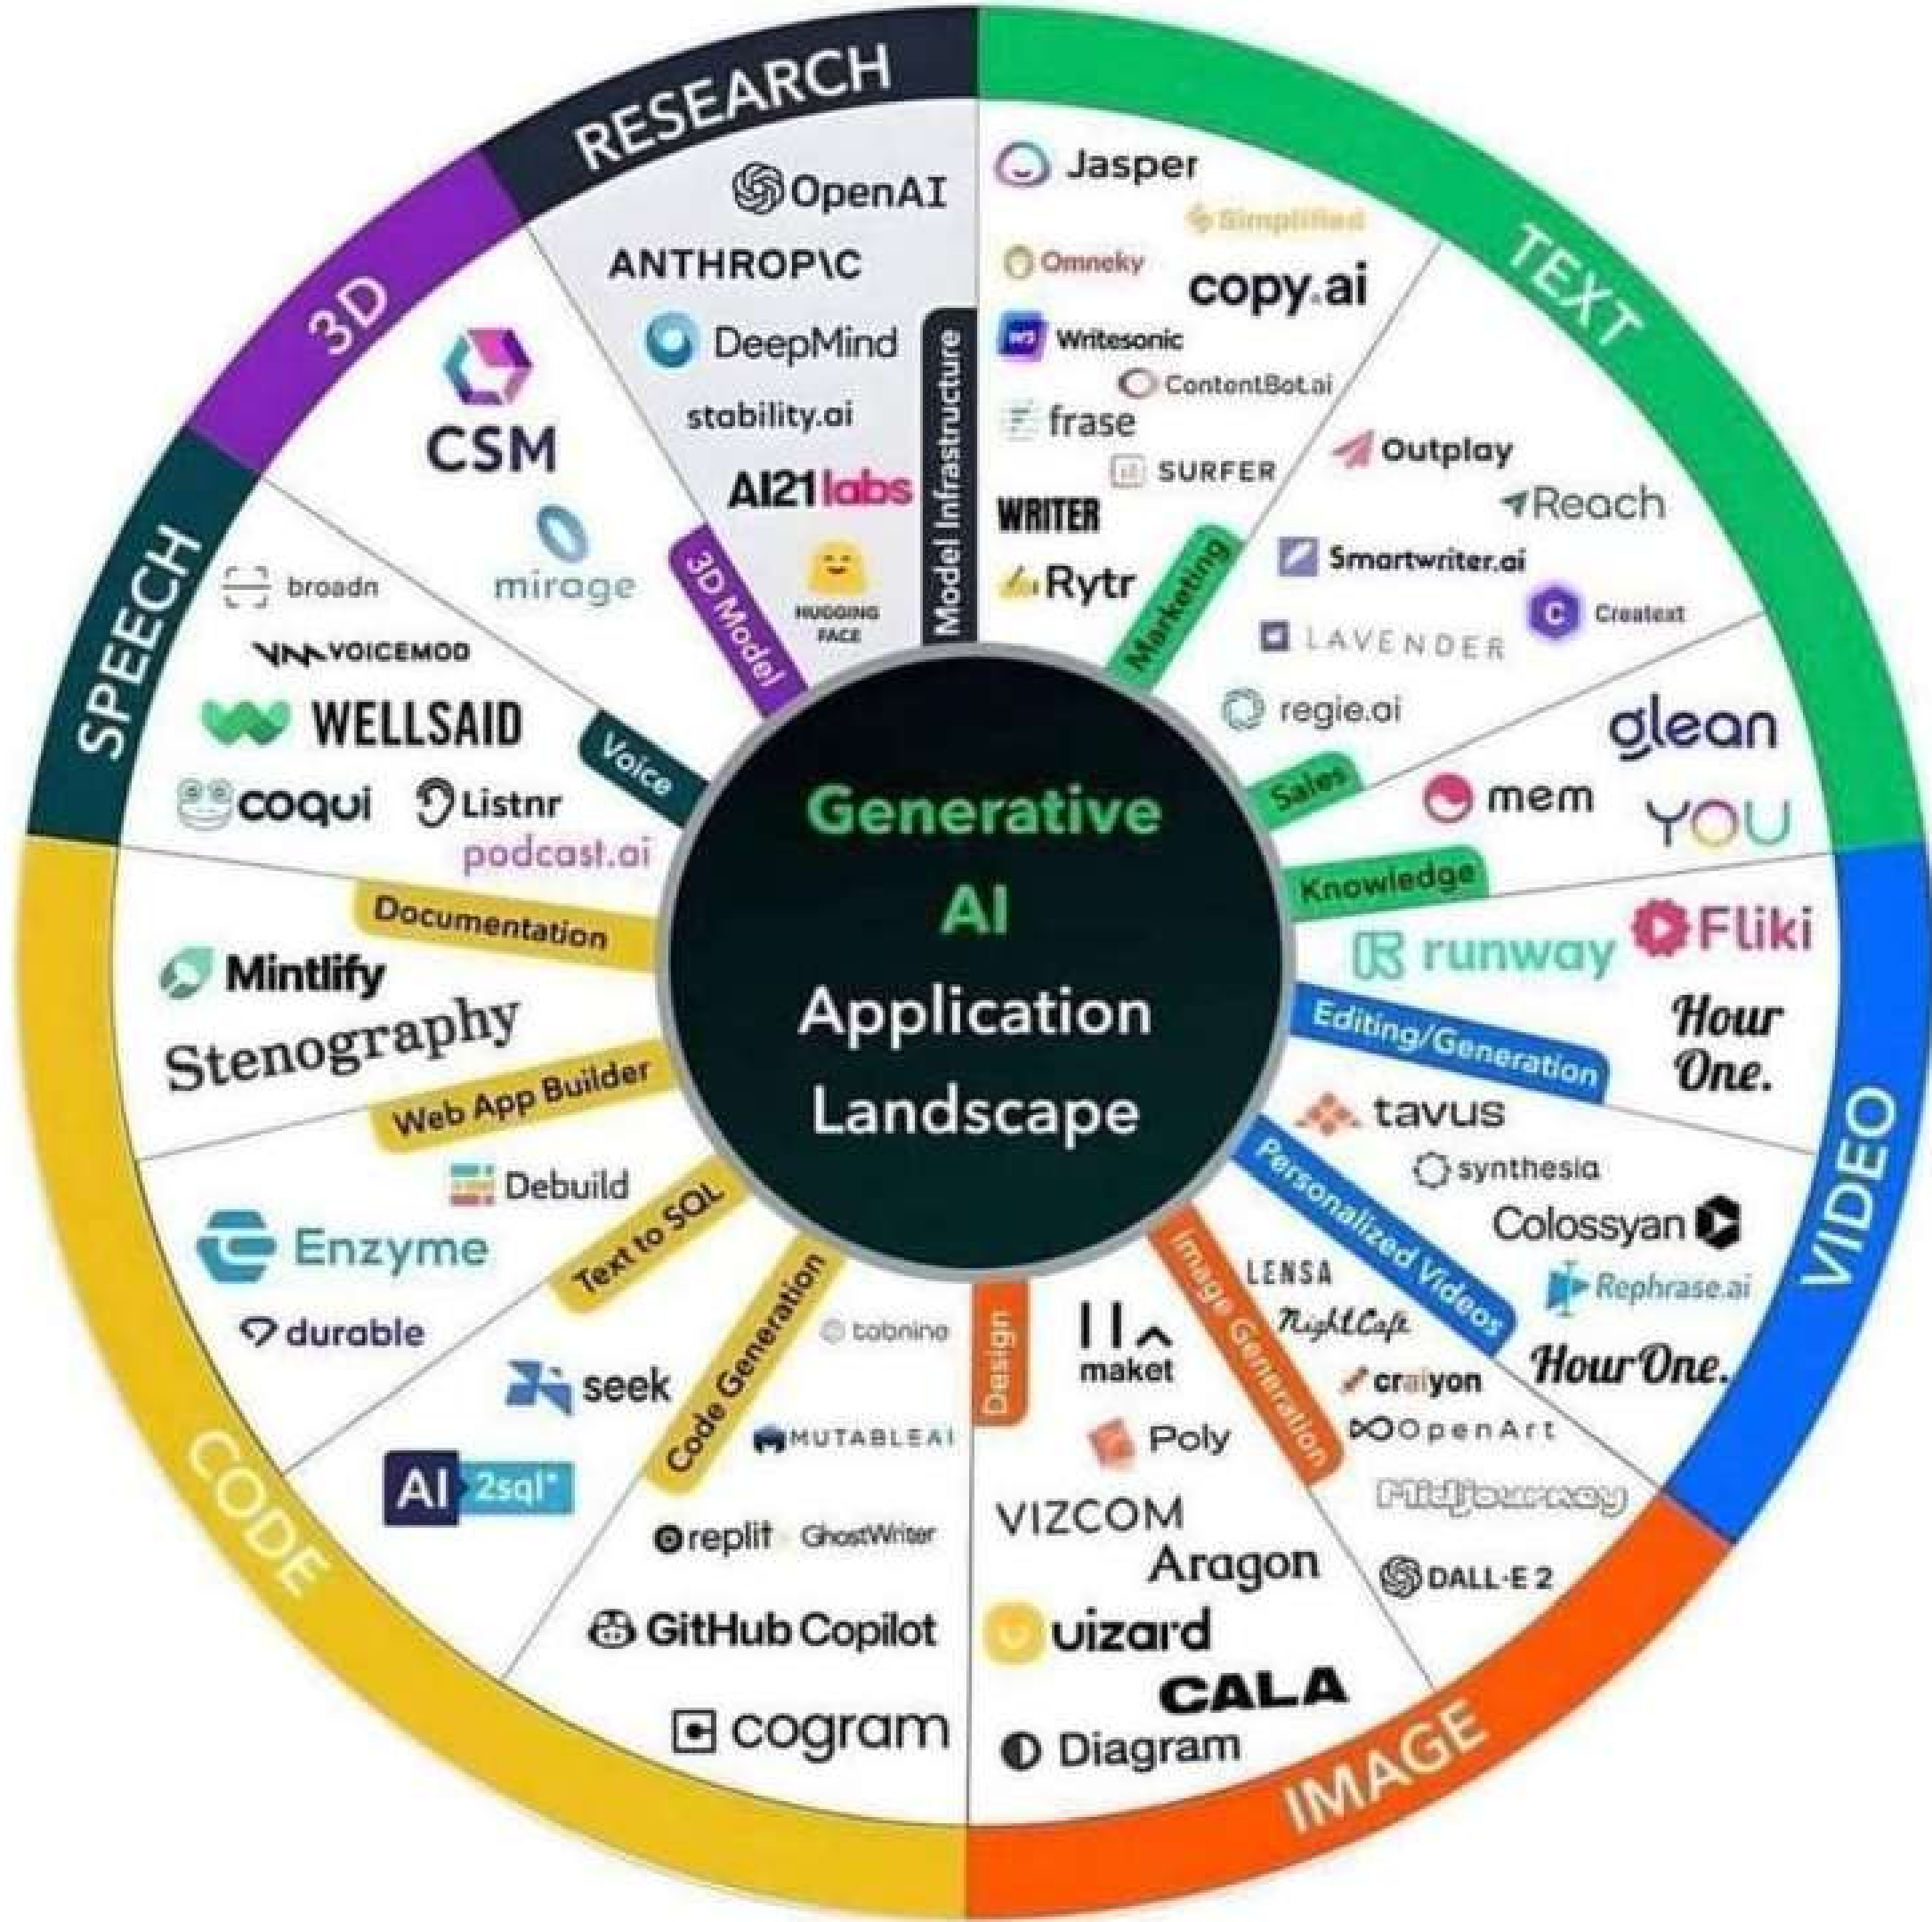 Generative
AI
Application
Landscape
RESEARCH
OpenAI
ANTHROP\C
DeepMind
stability.ai
AI21labs
HUGGING
FACE
Model Infrastructure
TEXT
Jasper
Simplified
Omneky
copy.ai
Writesonic
ContentBot.ai
frase
SURFER
WRITER
Rytr
Marketing
Outplay
Reach
Smartwriter.ai
C Creatext
LAVENDER
regie.ai
Sales
glean
mem
YOU
Knowledge
VIDEO
runway
Fliki
Hour
One.
Editing/Generation
tavus
synthesia
Colossyan
Rephrase.ai
Hour One.
Personalized Videos
IMAGE
LENSA
NightCafe
craiyon
OpenArt
Midjourney
DALL·E 2
Image Generation
maket
Poly
VIZCOM
Aragon
uizard
CALA
Diagram
Design
CODE
tabnine
MUTABLEAI
replit GhostWriter
GitHub Copilot
cogram
Code Generation
seek
AI 2sql
Text to SQL
Debuild
Enzyme
durable
Web App Builder
Mintlify
Stenography
Documentation
SPEECH
broadn
VOICEMOD
WELLSAID
coqui
Listnr
podcast.ai
Voice
3D
CSM
mirage
3D Model